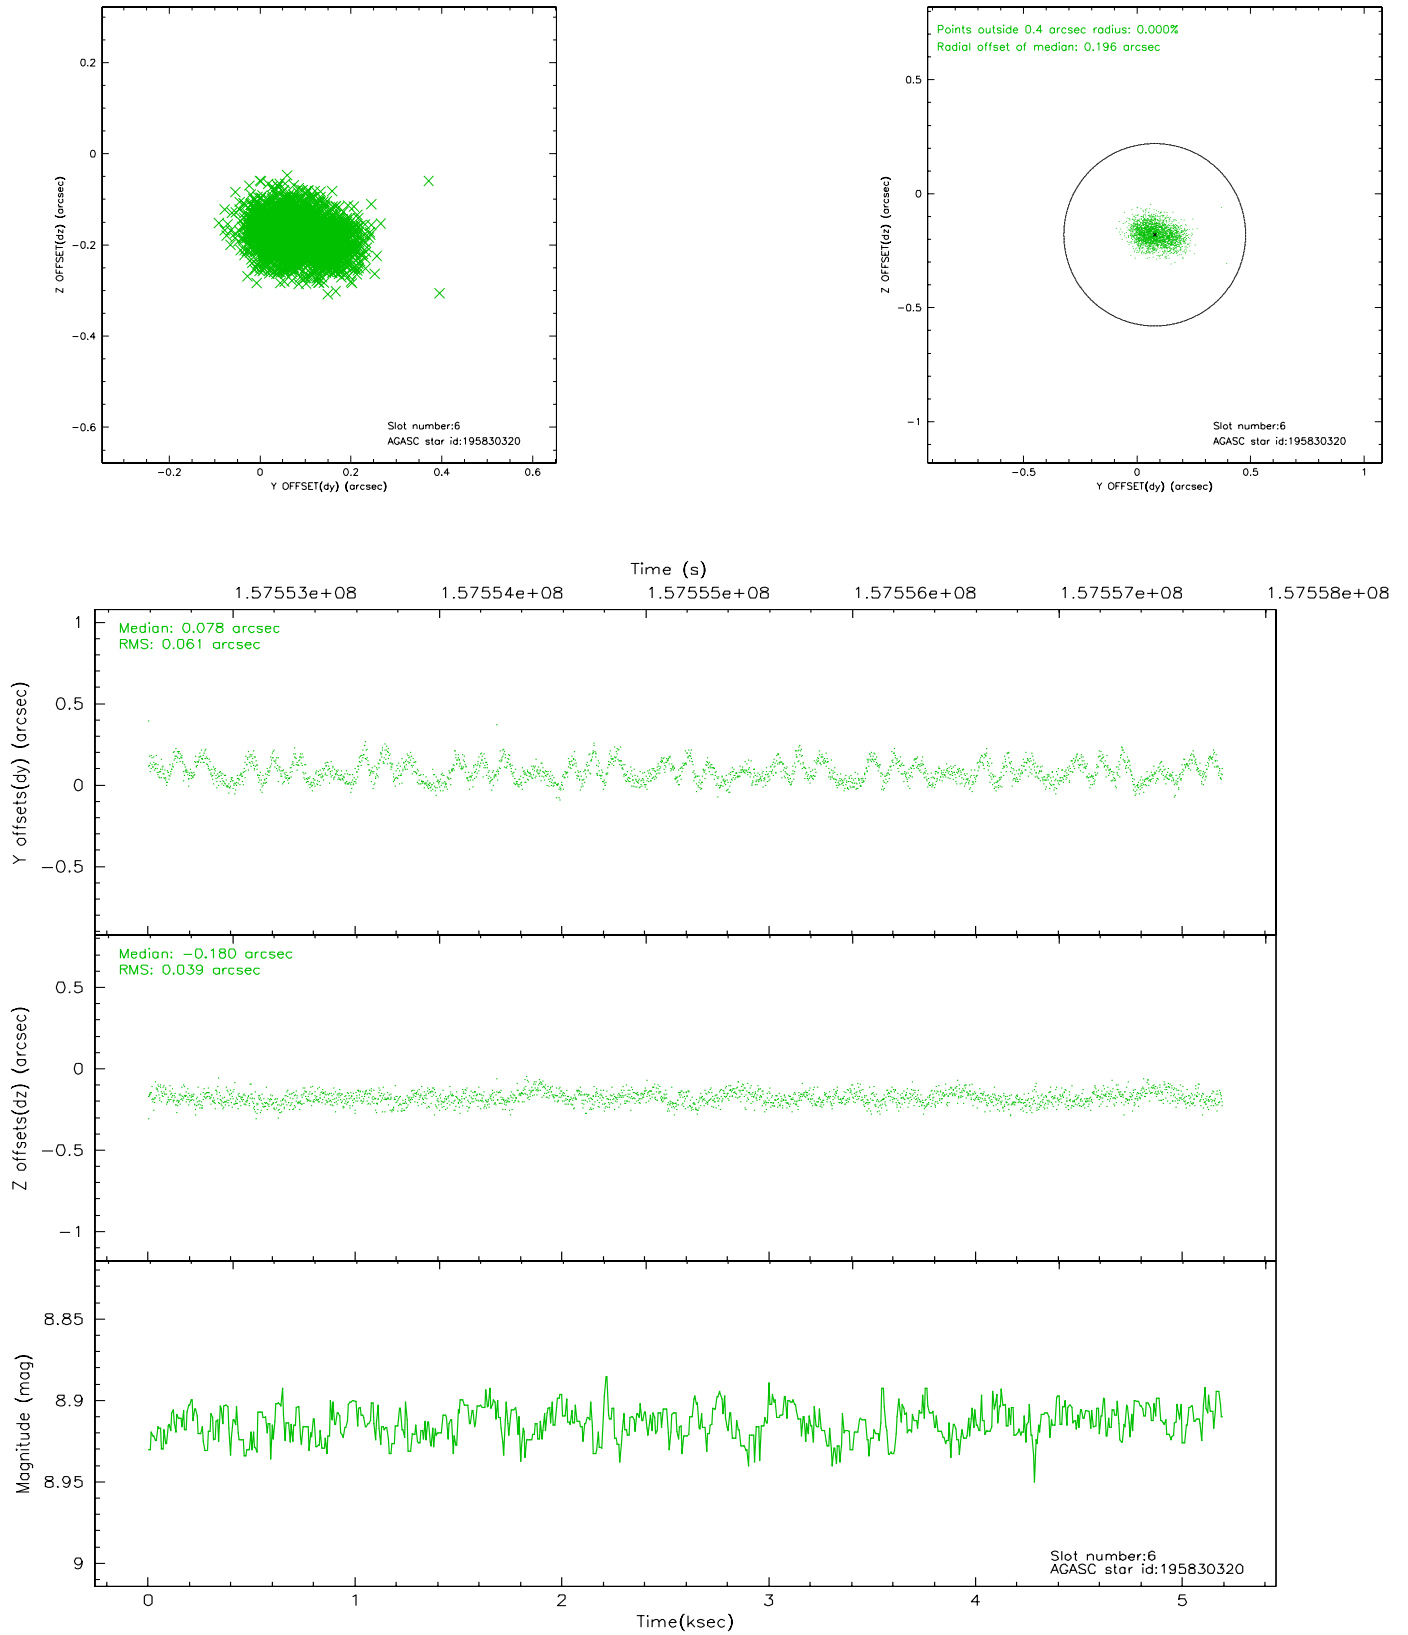 0.2
0
−0.2
−0.4
−0.6
Z OFFSET(dz) (arcsec)
Slot number:6
AGASC star id:195830320
−0.2
0
0.2
0.4
0.6
Y OFFSET(dy) (arcsec)
Points outside 0.4 arcsec radius: 0.000%
Radial offset of median: 0.196 arcsec
0.5
0
−0.5
−1
Z OFFSET(dz) (arcsec)
Slot number:6
AGASC star id:195830320
−0.5
0
0.5
1
Y OFFSET(dy) (arcsec)
Time (s)
1.57553e+08
1.57554e+08
1.57555e+08
1.57556e+08
1.57557e+08
1.57558e+08
Median: 0.078 arcsec
RMS: 0.061 arcsec
1
0.5
0
−0.5
Y offsets(dy) (arcsec)
Median: −0.180 arcsec
RMS: 0.039 arcsec
0.5
0
−0.5
−1
Z offsets(dz) (arcsec)
8.85
8.9
8.95
9
Magnitude (mag)
Slot number:6
AGASC star id:195830320
0
1
2
3
4
5
Time(ksec)